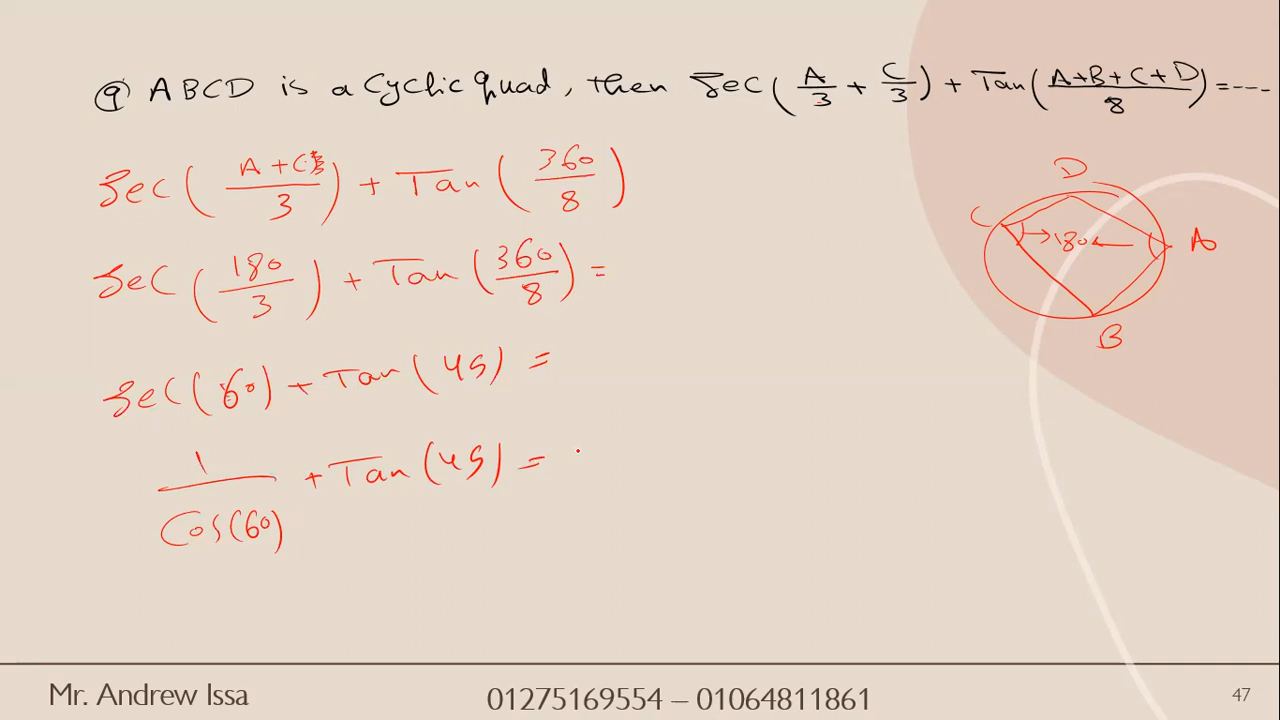 9) ABCD is a Cyclic quad, then Sec(A/3 + C/3) + Tan((A+B+C+D)/8) = ----
Sec((A+C)/3) + Tan(360/8)
Sec(180/3) + Tan(360/8) =
Sec(60) + Tan(45) =
1/Cos(60) + Tan(45) =
D
C
180
A
B
Mr. Andrew Issa
01275169554 – 01064811861
47